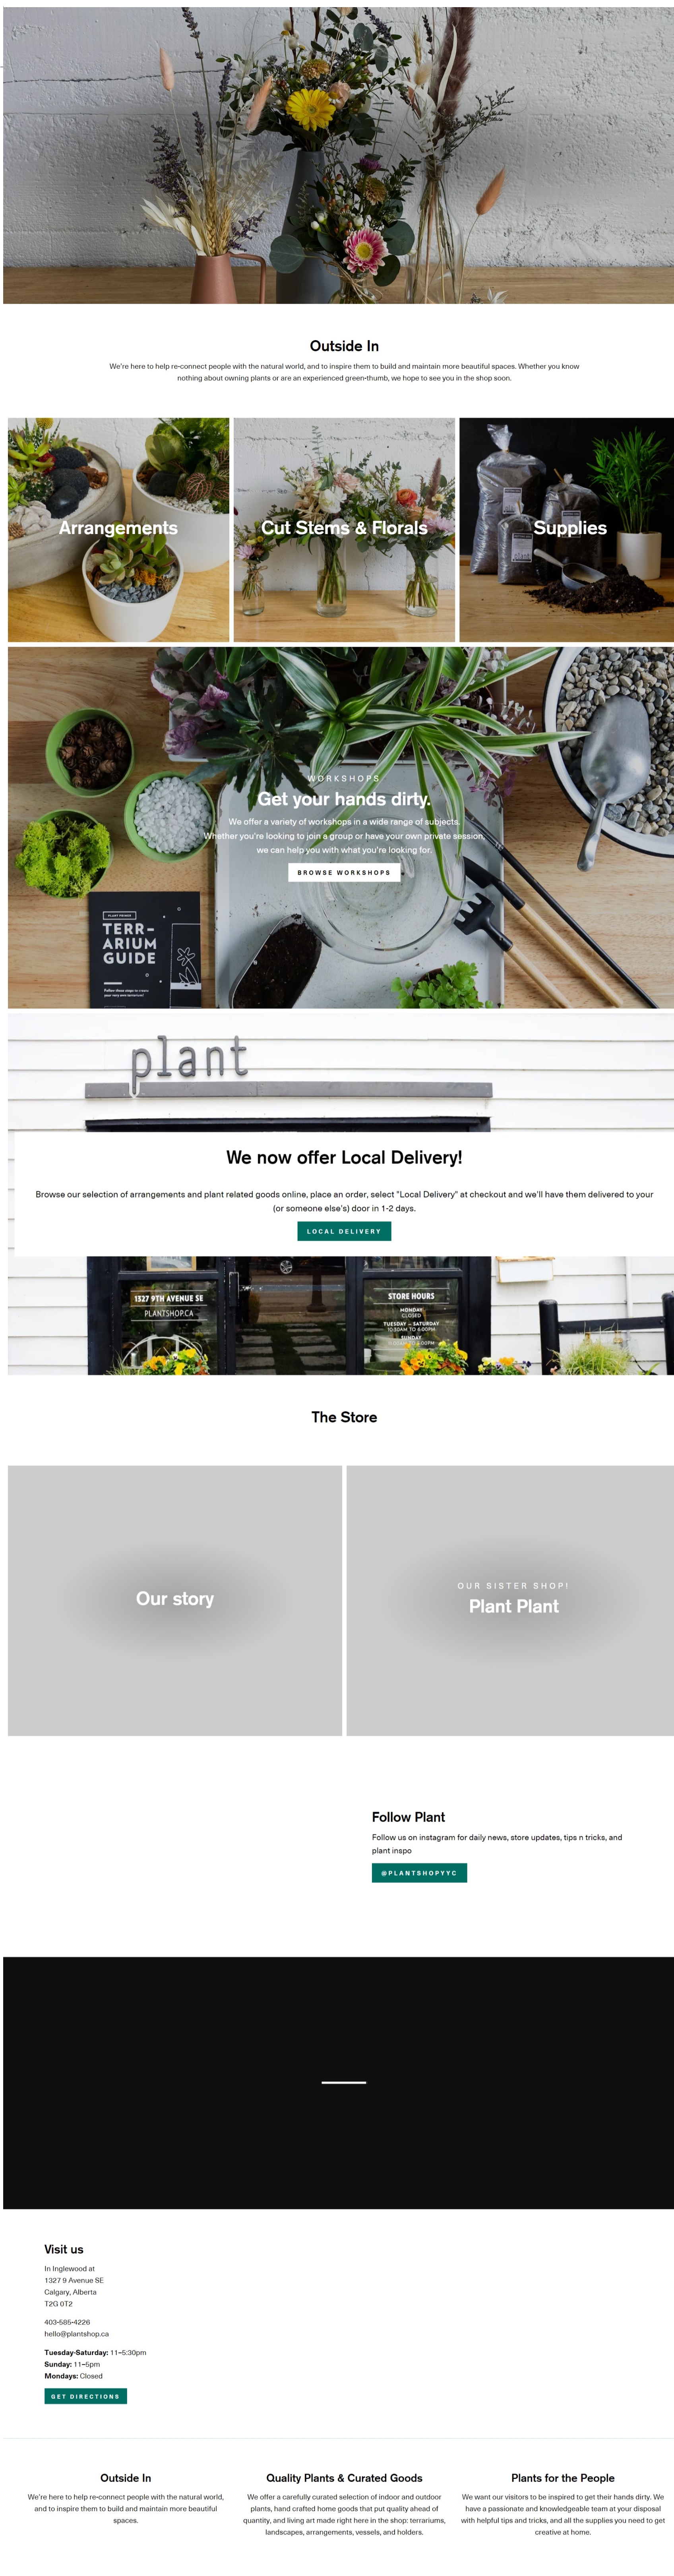 Outside In
We're here to help re-connect people with the natural world, and to inspire them to build and maintain more beautiful spaces. Whether you know
nothing about owning plants or are an experienced green-thumb, we hope to see you in the shop soon.
Arrangements
Cut Stems & Florals
Supplies
WORKSHOPS
Get your hands dirty.
We offer a variety of workshops in a wide range of subjects.
Whether you're looking to join a group or have your own private session,
we can help you with what you're looking for.
BROWSE WORKSHOPS
PLANT PRIMER
TERR-
ARIUM
GUIDE
Follow these steps to create
your very own terrarium!
plant
We now offer Local Delivery!
Browse our selection of arrangements and plant related goods online, place an order, select "Local Delivery" at checkout and we'll have them delivered to your
(or someone else's) door in 1-2 days.
LOCAL DELIVERY
1327 9TH AVENUE SE
PLANTSHOP.CA
STORE HOURS
MONDAY
CLOSED
TUESDAY – SATURDAY
10:30AM TO 6:00PM
SUNDAY
The Store
Our story
OUR SISTER SHOP!
Plant Plant
Follow Plant
Follow us on instagram for daily news, store updates, tips n tricks, and
plant inspo
@PLANTSHOPYYC
Visit us
In Inglewood at
1327 9 Avenue SE
Calgary, Alberta
T2G 0T2
403-585-4226
hello@plantshop.ca
Tuesday-Saturday: 11–5:30pm
Sunday: 11–5pm
Mondays: Closed
GET DIRECTIONS
Outside In
We're here to help re-connect people with the natural world,
and to inspire them to build and maintain more beautiful
spaces.
Quality Plants & Curated Goods
We offer a carefully curated selection of indoor and outdoor
plants, hand crafted home goods that put quality ahead of
quantity, and living art made right here in the shop: terrariums,
landscapes, arrangements, vessels, and holders.
Plants for the People
We want our visitors to be inspired to get their hands dirty. We
have a passionate and knowledgeable team at your disposal
with helpful tips and tricks, and all the supplies you need to get
creative at home.